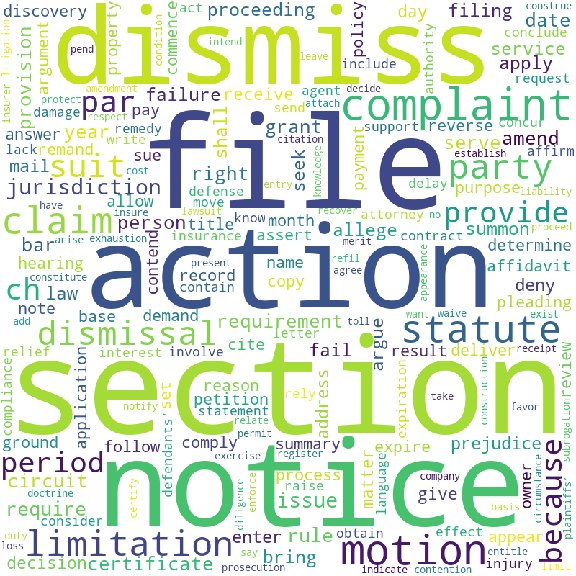 discovery
dismiss
proceeding
policy
day
filing
date
construe
conclude
service
request
act
commence
property
argument
provision
insurer
litigation
pend
amendment
condition
intend
leave
decide
include
authority
apply
protect
respect
attach
agent
receive
send
write
damage
par
failure
pay
file
grant
citation
support
reverse
concur
complaint
answer
year
remedy
cost
shall
seek
payment
serve
establish
amend
affirm
lack
remand
mail
suit
sue
entry
knowledge
delay
party
purpose
liability
jurisdiction
allow
defense
move
right
recover
no
proceed
claim
have
insure
lawsuit
know
month
attorney
allege
summon
provide
bar
person
title
insurance
assert
contract
determine
arise
exhaustion
contend
action
present
name
merit
refil
appearance
affidavit
hearing
constitute
record
contain
copy
agree
deny
ch
law
note
base
demand
requirement
letter
toll
waive
want
exist
pleading
add
dismissal
statute
relief
interest
involve
cite
fail
argue
result
deliver
receipt
compliance
application
notify
set
reason
petition
statement
relate
rely
address
section
take
expiration
construction
favor
subrogation
review
ground
follow
defendants'
comply
permit
exercise
register
summary
expire
prejudice
period
circuit
doctrine
require
consider
certify
notice
diligence
enforce
process
raise
issue
matter
language
company
give
owner
because
circumstance
plaintiffs'
appear
basis
duty
loss
limitation
enter
rule
obtain
effect
entitle
injury
limit
decision
certificate
prosecution
say
bring
motion
indicate
contention